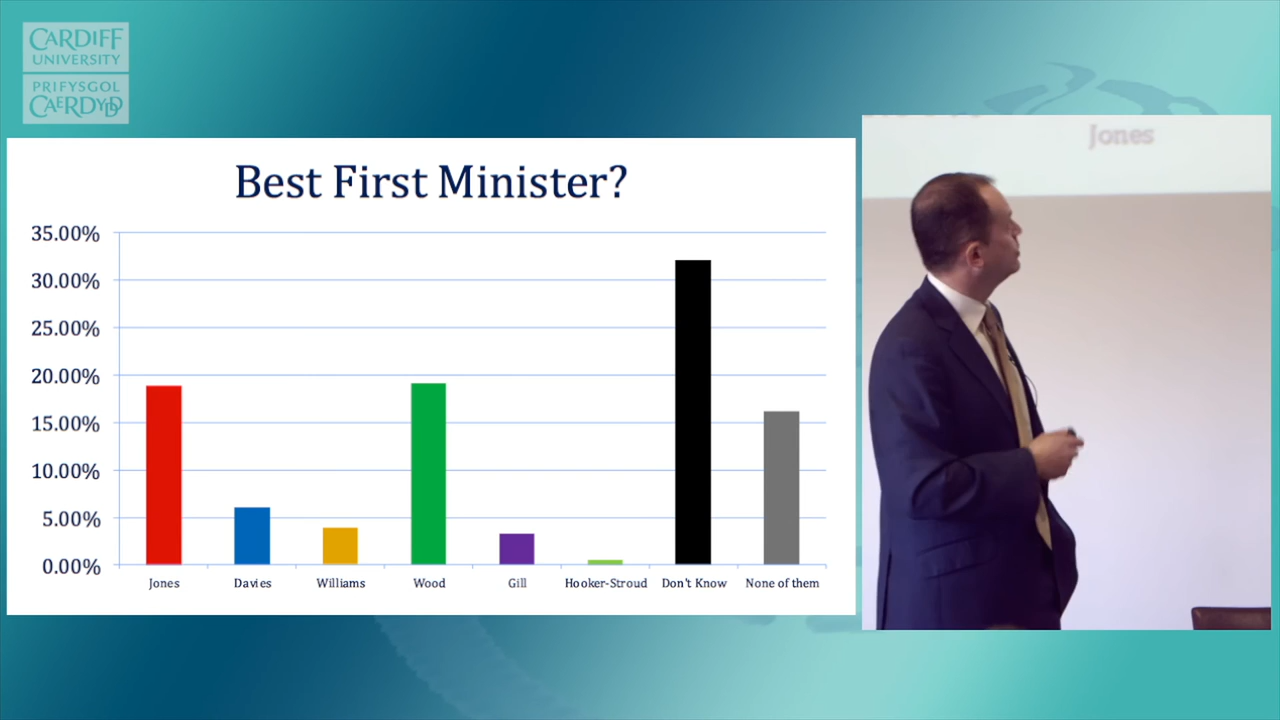 CARDIFF
UNIVERSITY
PRIFYSGOL
CAERDYDD
Best First Minister?
35.00%
30.00%
25.00%
20.00%
15.00%
10.00%
5.00%
0.00%
Jones
Davies
Williams
Wood
Gill
Hooker-Stroud
Don't Know
None of them
Jones